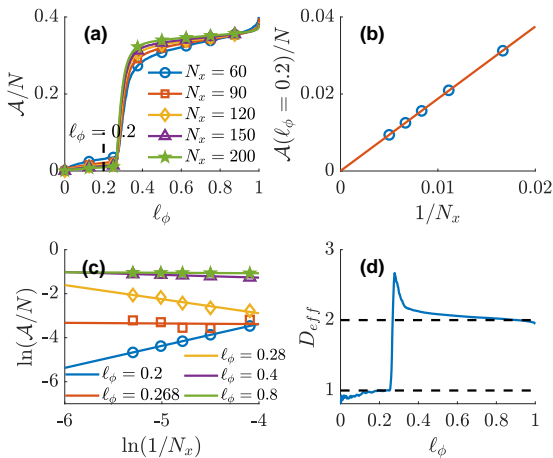 (a)
0.4
0.2
0
𝒜/N
ℓ_ϕ = 0.2
N_x = 60
N_x = 90
N_x = 120
N_x = 150
N_x = 200
0 0.2 0.4 0.6 0.8 1
ℓ_ϕ
(b)
0.04
0.02
0
𝒜(ℓ_ϕ = 0.2)/N
0 0.01 0.02
1/N_x
(c)
0
-2
-4
-6
ln(𝒜/N)
ℓ_ϕ = 0.2
ℓ_ϕ = 0.268
ℓ_ϕ = 0.28
ℓ_ϕ = 0.4
ℓ_ϕ = 0.8
-6 -5 -4
ln(1/N_x)
(d)
3
2
1
D_{eff}
0 0.2 0.4 0.6 0.8 1
ℓ_ϕ